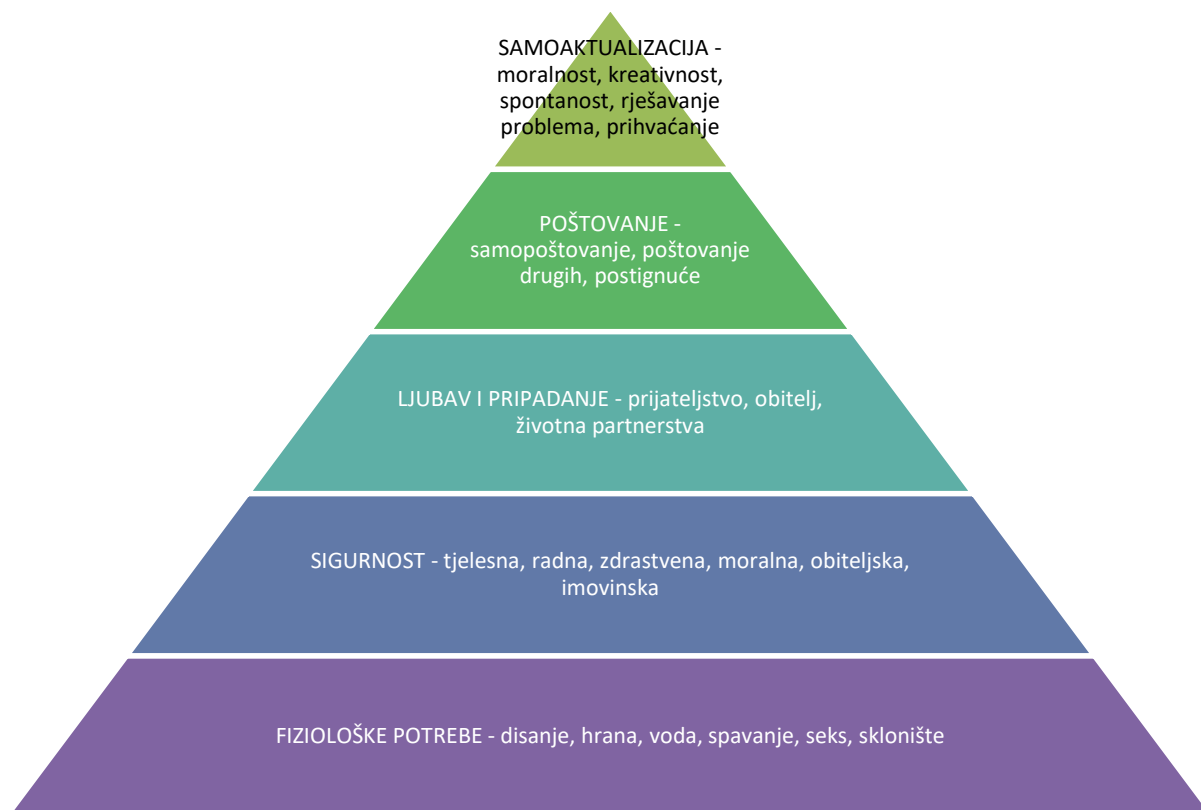 SAMOAKTUALIZACIJA -
moralnost, kreativnost,
spontanost, rješavanje
problema, prihvaćanje
POŠTOVANJE -
samopoštovanje, poštovanje
drugih, postignuće
LJUBAV I PRIPADANJE - prijateljstvo, obitelj,
životna partnerstva
SIGURNOST - tjelesna, radna, zdrastvena, moralna, obiteljska,
imovinska
FIZIOLOŠKE POTREBE - disanje, hrana, voda, spavanje, seks, sklonište